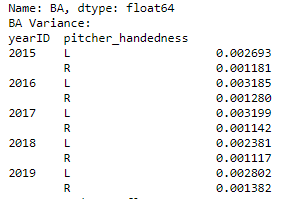 Name: BA, dtype: float64
BA Variance:
yearID  pitcher_handedness
2015    L                     0.002693
        R                     0.001181
2016    L                     0.003185
        R                     0.001280
2017    L                     0.003199
        R                     0.001142
2018    L                     0.002381
        R                     0.001117
2019    L                     0.002802
        R                     0.001382